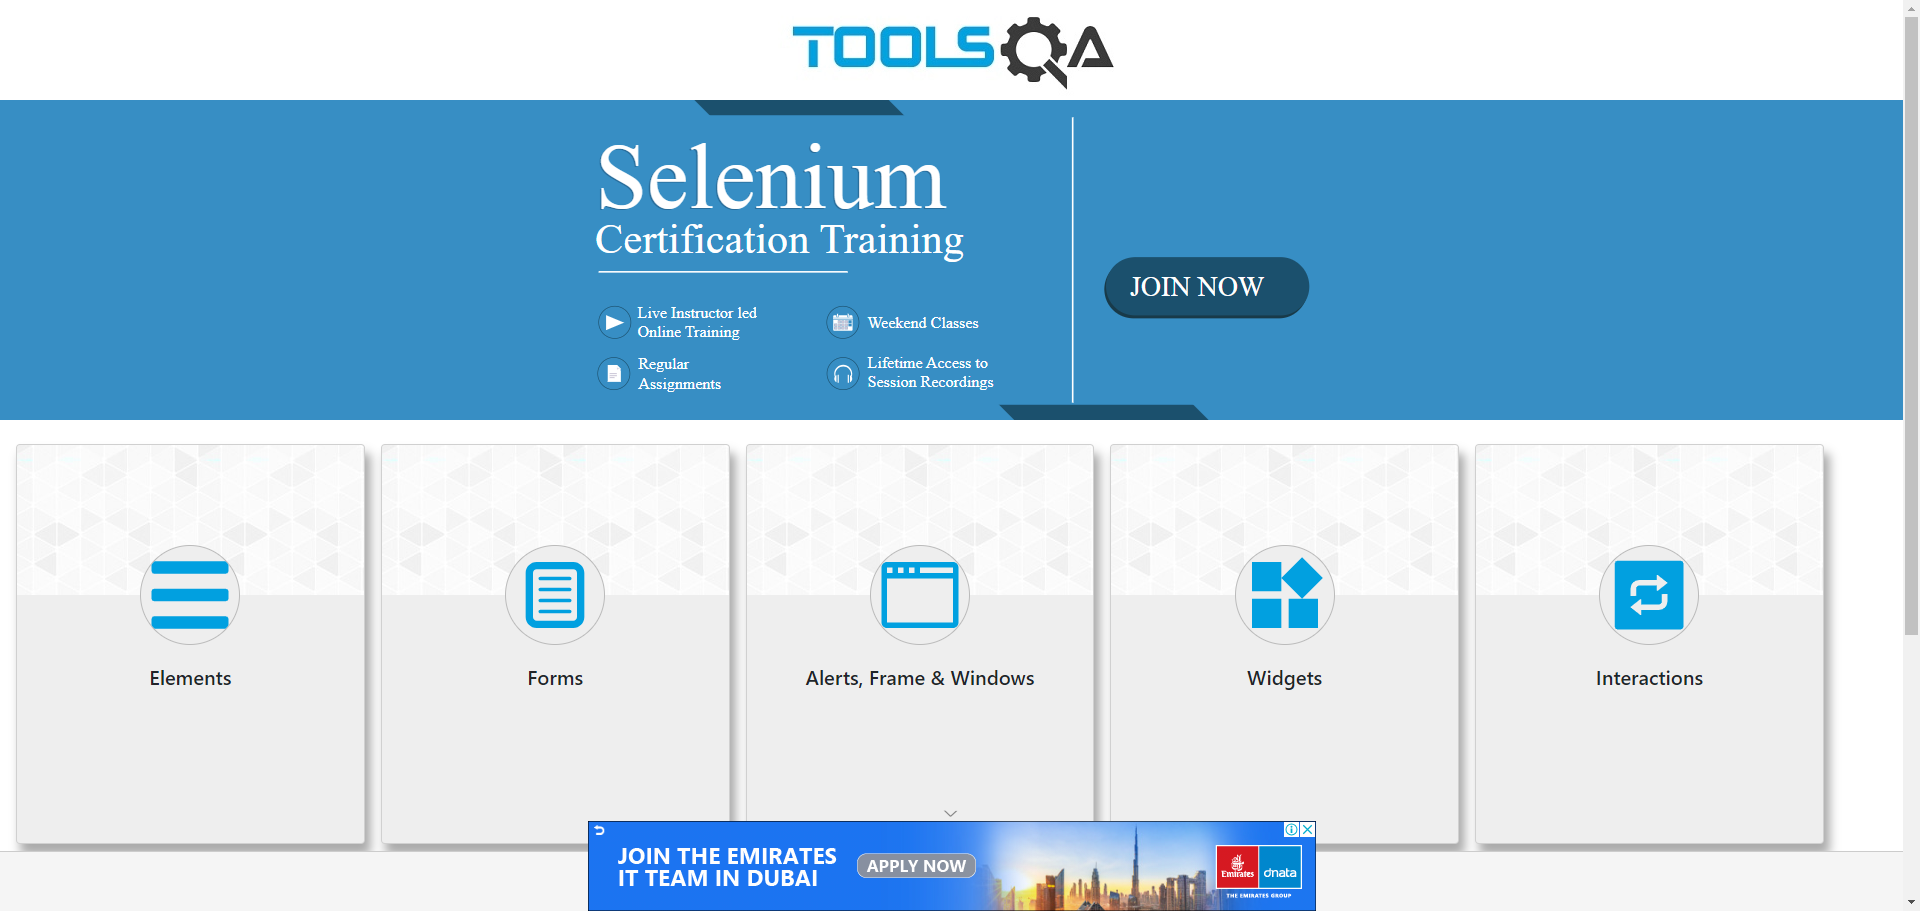 TOOLSQA
Selenium
Certification Training
Live Instructor led
Online Training
Weekend Classes
Regular
Assignments
Lifetime Access to
Session Recordings
JOIN NOW
Elements
Forms
Alerts, Frame & Windows
Widgets
Interactions
JOIN THE EMIRATES
IT TEAM IN DUBAI
APPLY NOW
Emirates
dnata
THE EMIRATES GROUP